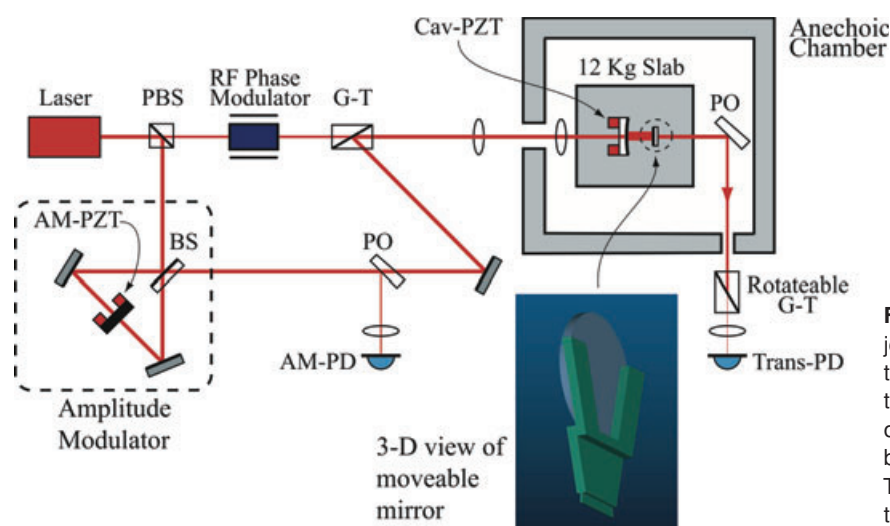 Anechoic
Chamber
Cav-PZT
12 Kg Slab
Laser
PBS
RF Phase
Modulator
G-T
PO
AM-PZT
BS
PO
Rotateable
G-T
AM-PD
Trans-PD
Amplitude
Modulator
3-D view of
moveable
mirror